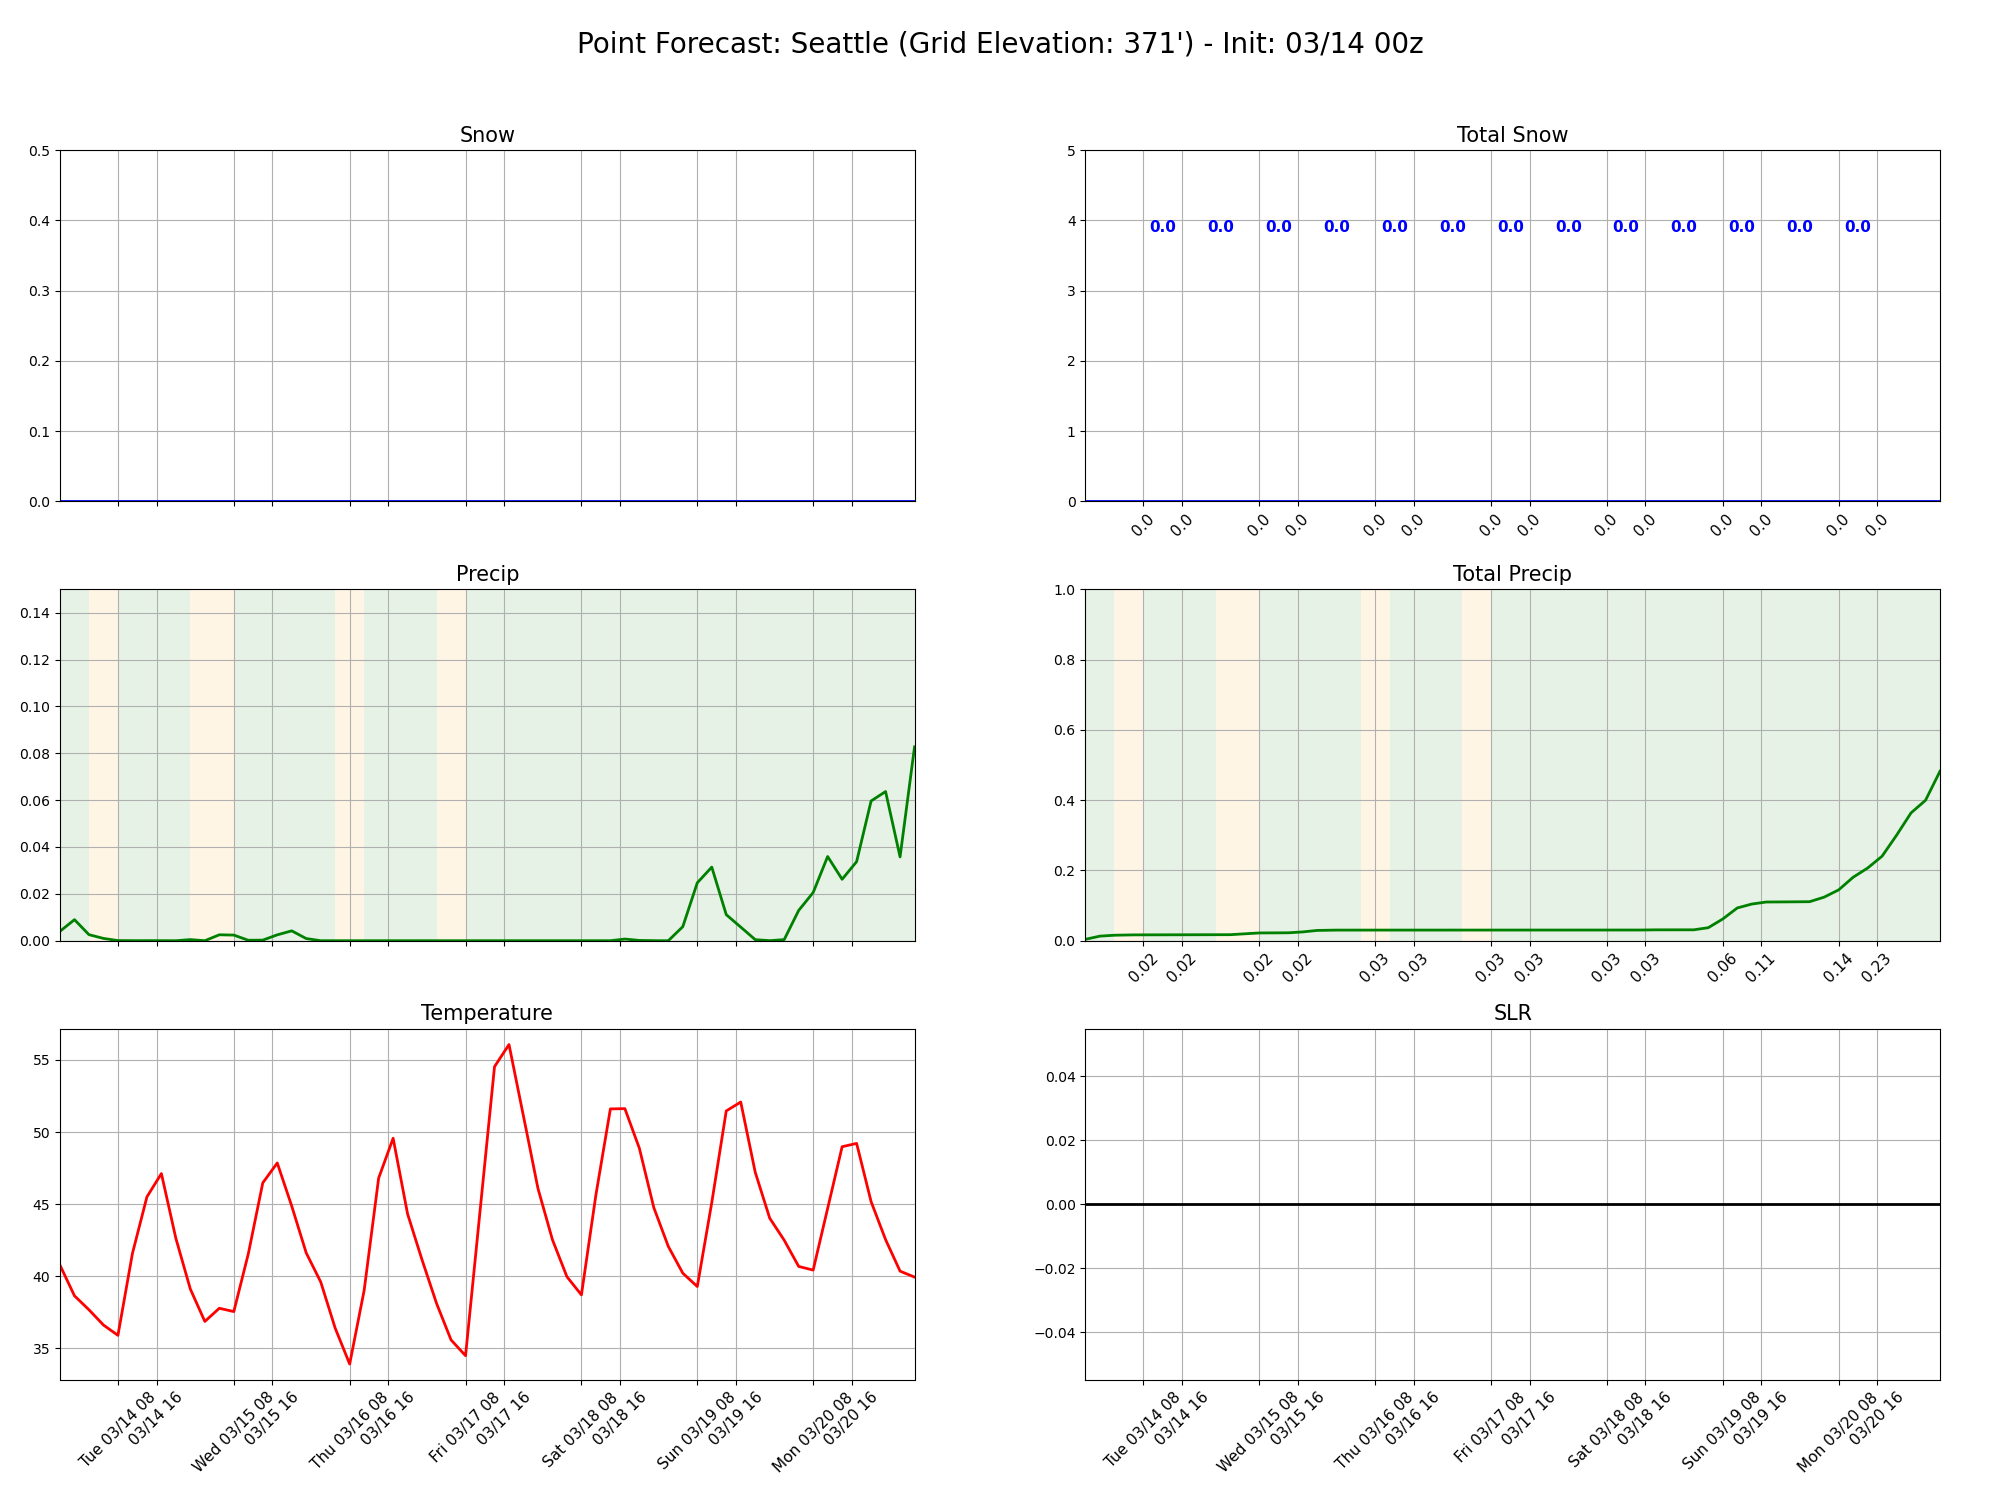 Point Forecast: Seattle (Grid Elevation: 371') - Init: 03/14 00z
Snow
0.5
0.4
0.3
0.2
0.1
0.0
Total Snow
5
4
3
2
1
0
0.0 0.0 0.0 0.0 0.0 0.0 0.0 0.0 0.0 0.0 0.0 0.0 0.0
0.0 0.0 0.0 0.0 0.0 0.0 0.0 0.0 0.0 0.0 0.0 0.0 0.0 0.0
Precip
0.14
0.12
0.10
0.08
0.06
0.04
0.02
0.00
Total Precip
1.0
0.8
0.6
0.4
0.2
0.0
0.02 0.02 0.02 0.02 0.03 0.03 0.03 0.03 0.03 0.03 0.06 0.11 0.14 0.23
Temperature
55
50
45
40
35
Tue 03/14 08
03/14 16
Wed 03/15 08
03/15 16
Thu 03/16 08
03/16 16
Fri 03/17 08
03/17 16
Sat 03/18 08
03/18 16
Sun 03/19 08
03/19 16
Mon 03/20 08
03/20 16
SLR
0.04
0.02
0.00
−0.02
−0.04
Tue 03/14 08
03/14 16
Wed 03/15 08
03/15 16
Thu 03/16 08
03/16 16
Fri 03/17 08
03/17 16
Sat 03/18 08
03/18 16
Sun 03/19 08
03/19 16
Mon 03/20 08
03/20 16